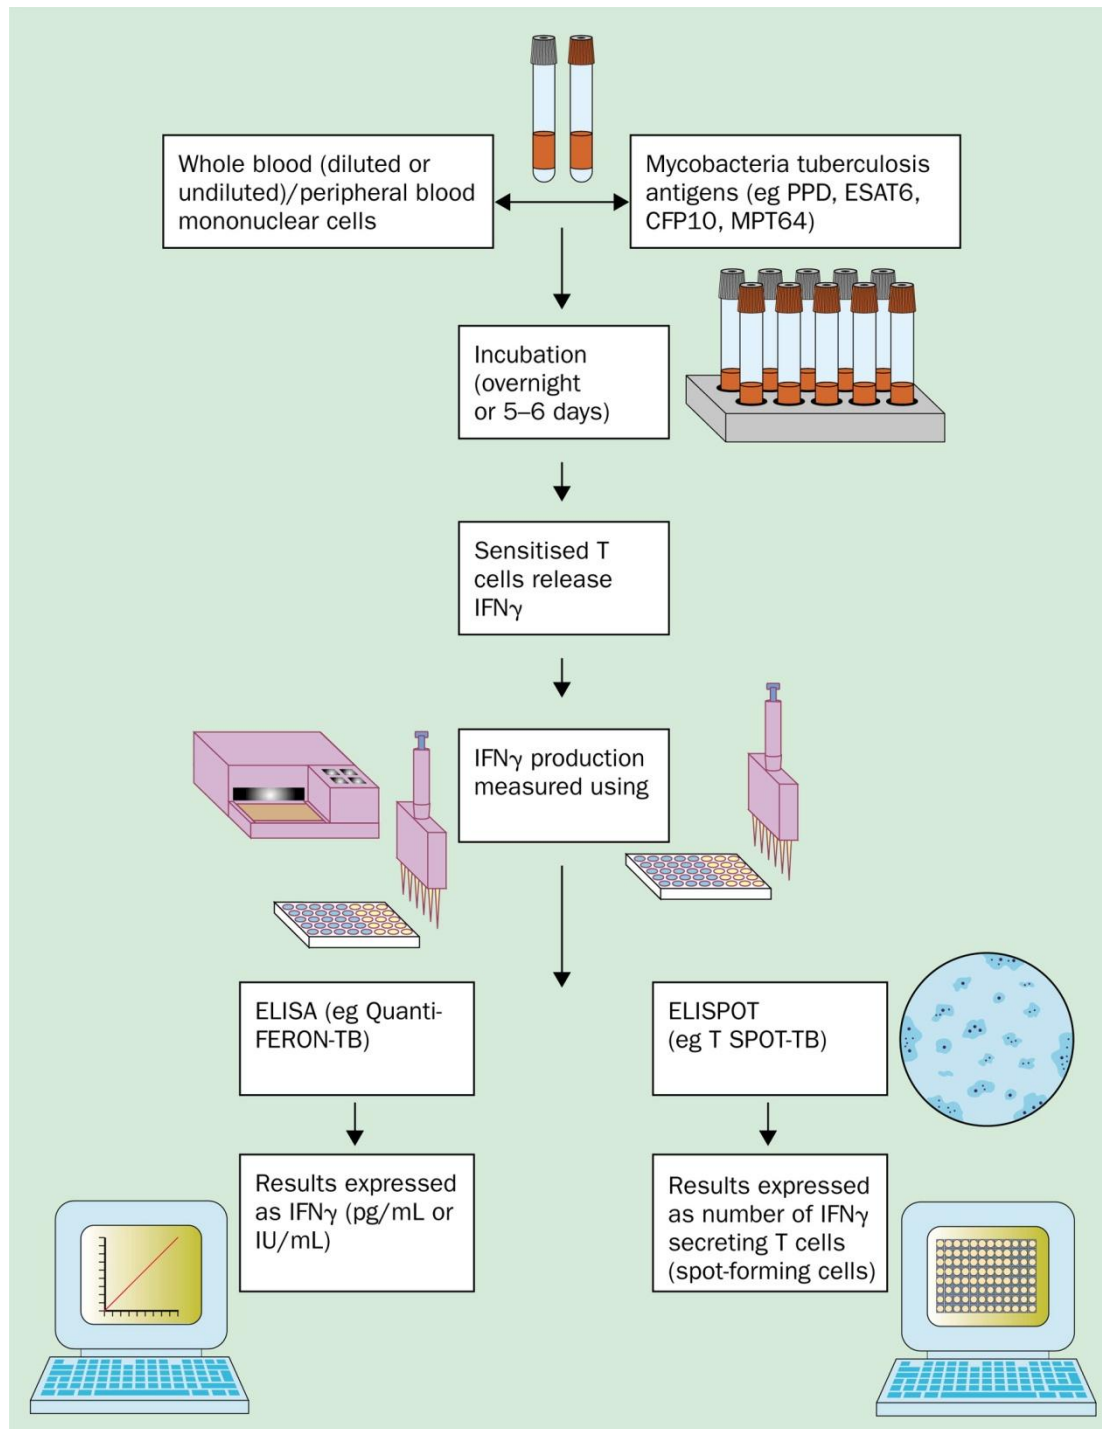 Whole blood (diluted or
undiluted)/peripheral blood
mononuclear cells
Mycobacteria tuberculosis
antigens (eg PPD, ESAT6,
CFP10, MPT64)
Incubation
(overnight
or 5–6 days)
Sensitised T
cells release
IFNγ
IFNγ production
measured using
ELISA (eg Quanti-
FERON-TB)
ELISPOT
(eg T SPOT-TB)
Results expressed
as IFNγ (pg/mL or
IU/mL)
Results expressed
as number of IFNγ
secreting T cells
(spot-forming cells)